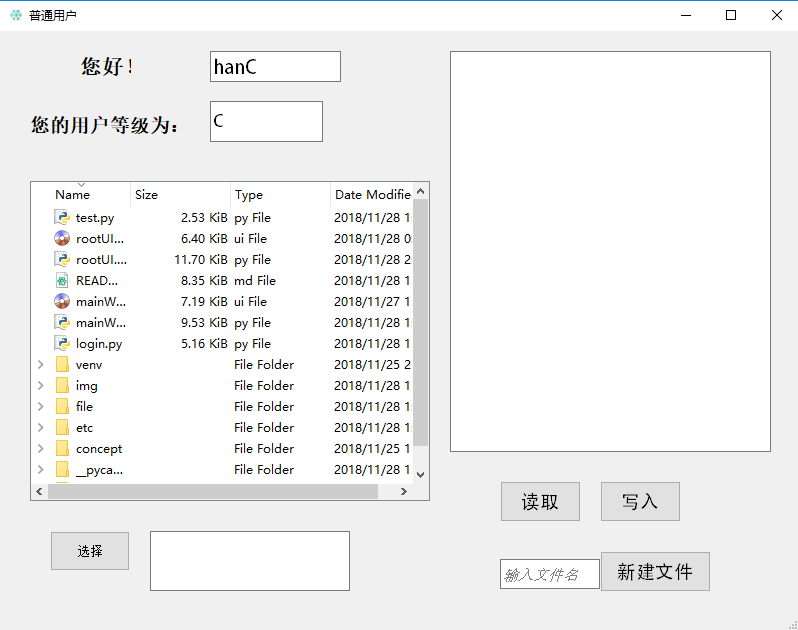 普通用户
您好！
hanC
您的用户等级为：
C
Name Size Type Date Modifie
test.py 2.53 KiB py File 2018/11/28 1
rootUI... 6.40 KiB ui File 2018/11/28 0
rootUI.... 11.70 KiB py File 2018/11/28 2
READ... 8.35 KiB md File 2018/11/28 1
mainW... 7.19 KiB ui File 2018/11/27 1
mainW... 9.53 KiB py File 2018/11/28 1
login.py 5.16 KiB py File 2018/11/28 1
venv File Folder 2018/11/25 2
img File Folder 2018/11/28 1
file File Folder 2018/11/28 1
etc File Folder 2018/11/28 1
concept File Folder 2018/11/25 1
__pyca... File Folder 2018/11/28 1
读取
写入
选择
输入文件名
新建文件